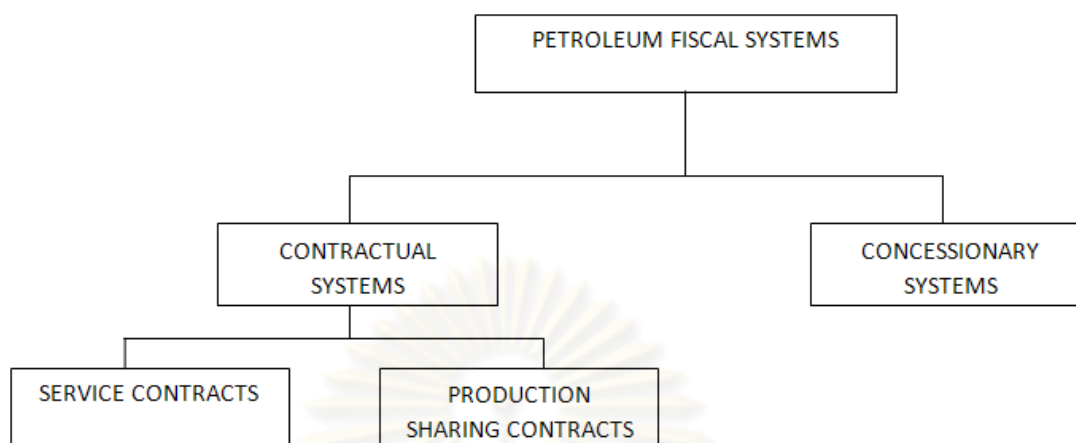 PETROLEUM FISCAL SYSTEMS
CONTRACTUAL
SYSTEMS
CONCESSIONARY
SYSTEMS
SERVICE CONTRACTS
PRODUCTION
SHARING CONTRACTS